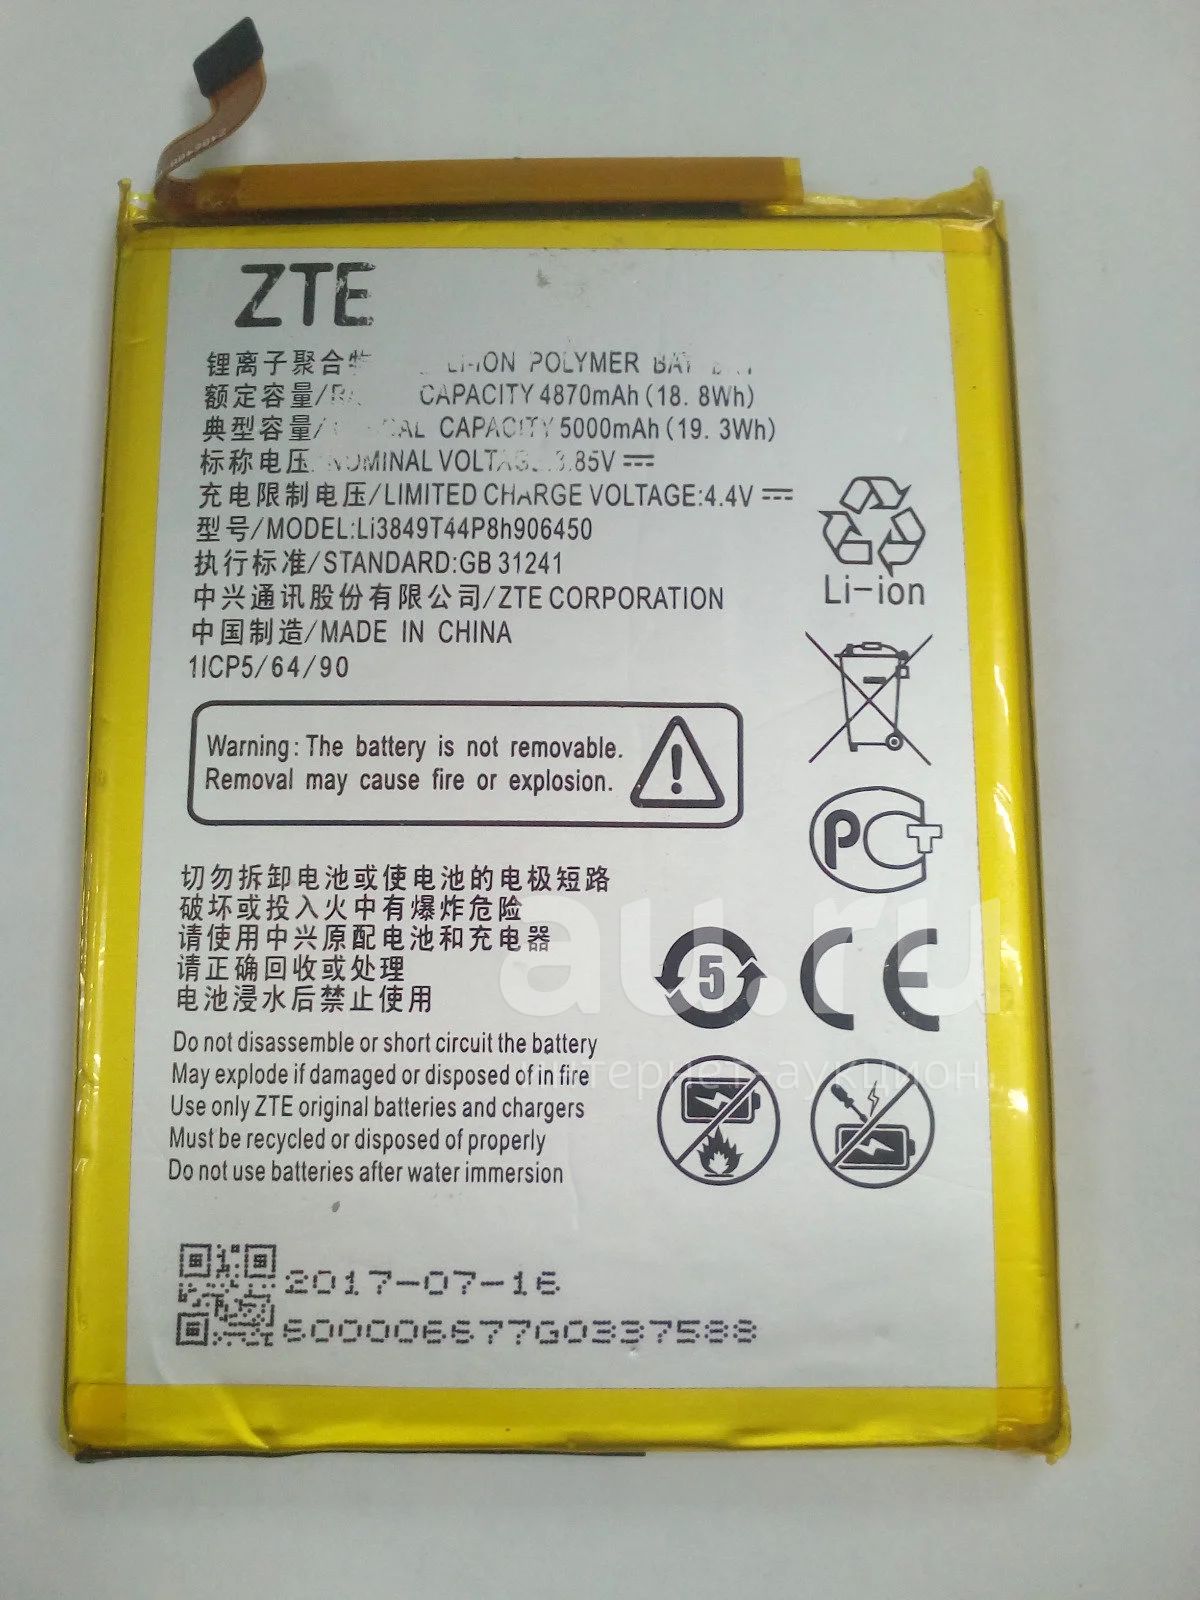 ZTE
锂离子聚合物 LI-ION POLYMER
额定容量/ CAPACITY 4870mAh (18.8Wh)
典型容量/ CAPACITY 5000mAh (19.3Wh)
标称电压 NOMINAL VOLTAGE 3.85V
充电限制电压/LIMITED CHARGE VOLTAGE:4.4V
型号/MODEL:Li3849T44P8h906450
执行标准/STANDARD:GB 31241
中兴通讯股份有限公司/ZTE CORPORATION
中国制造/MADE IN CHINA
1ICP5/64/90
Li-ion
Warning: The battery is not removable.
Removal may cause fire or explosion.
PCT
切勿拆卸电池或使电池的电极短路
破坏或投入火中有爆炸危险
请使用中兴原配电池和充电器
请正确回收或处理
电池浸水后禁止使用
5
CE
au.ru
интернет-аукцион
Do not disassemble or short circuit the battery
May explode if damaged or disposed of in fire
Use only ZTE original batteries and chargers
Must be recycled or disposed of properly
Do not use batteries after water immersion
2017-07-16